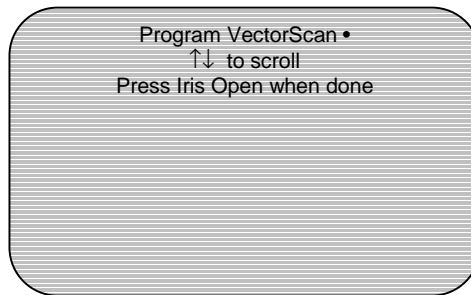 Program VectorScan •
↑↓ to scroll
Press Iris Open when done